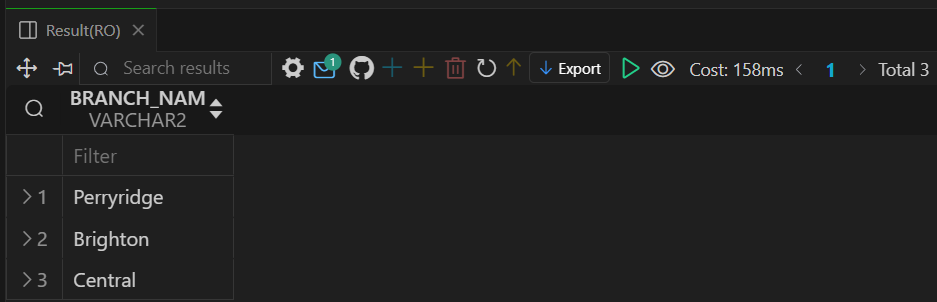 Result(RO)
Search results 1 Export Cost: 158ms 1 Total 3
BRANCH_NAM
VARCHAR2
Filter
1 Perryridge
2 Brighton
3 Central